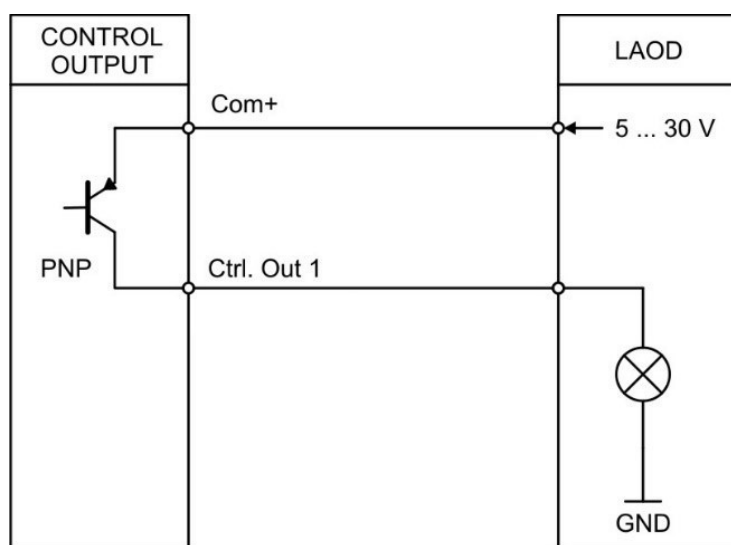 CONTROL
OUTPUT
LAOD
Com+
5 ... 30 V
PNP
Ctrl. Out 1
GND